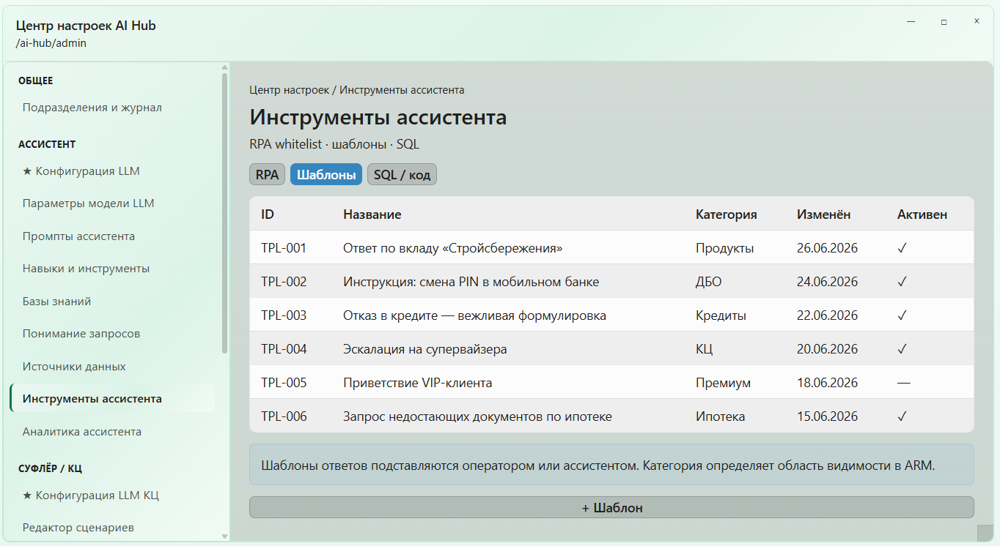 Центр настроек AI Hub
/ai-hub/admin
ОБЩЕЕ
Подразделения и журнал
АССИСТЕНТ
★ Конфигурация LLM
Параметры модели LLM
Промпты ассистента
Навыки и инструменты
Базы знаний
Понимание запросов
Источники данных
Инструменты ассистента
Аналитика ассистента
СУФЛЁР / КЦ
★ Конфигурация LLM КЦ
Редактор сценариев
Центр настроек / Инструменты ассистента
Инструменты ассистента
RPA whitelist · шаблоны · SQL
RPA Шаблоны SQL / код
ID Название Категория Изменён Активен
TPL-001 Ответ по вкладу «Стройсбережения» Продукты 26.06.2026 ✓
TPL-002 Инструкция: смена PIN в мобильном банке ДБО 24.06.2026 ✓
TPL-003 Отказ в кредите — вежливая формулировка Кредиты 22.06.2026 ✓
TPL-004 Эскалация на супервайзера КЦ 20.06.2026 ✓
TPL-005 Приветствие VIP-клиента Премиум 18.06.2026 —
TPL-006 Запрос недостающих документов по ипотеке Ипотека 15.06.2026 ✓
Шаблоны ответов подставляются оператором или ассистентом. Категория определяет область видимости в ARM.
+ Шаблон